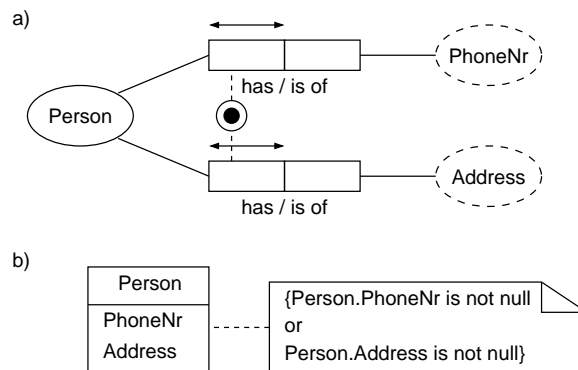 a)
PhoneNr
has / is of
Person
Address
has / is of
b)
Person
PhoneNr
Address
{Person.PhoneNr is not null
or
Person.Address is not null}